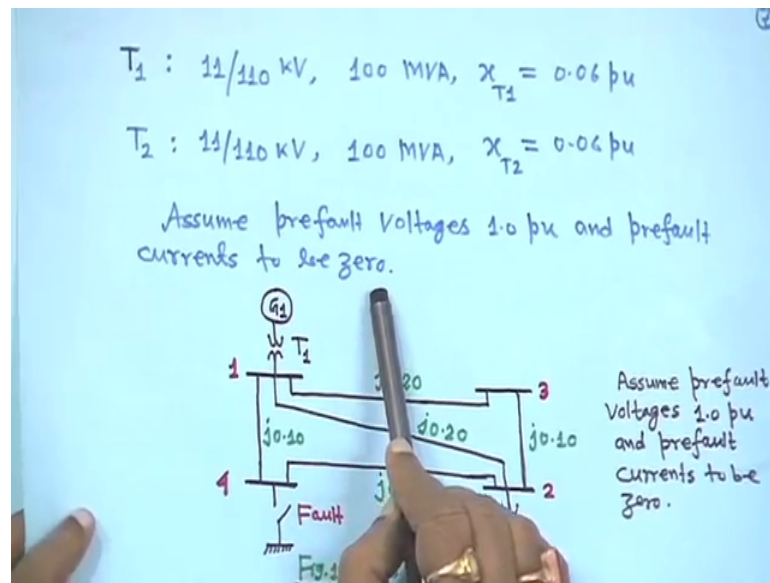 T1 : 11/110 kV, 100 MVA, xT1 = 0.06 pu
T2 : 11/110 kV, 100 MVA, xT2 = 0.06 pu
Assume prefault voltages 1.0 pu and prefault
currents to be zero.
G1
T1
1
20
3
j0.10
j0.20
j0.10
4
2
Fault
Assume prefault
voltages 1.0 pu
and prefault
currents to be
zero.
Fig.1